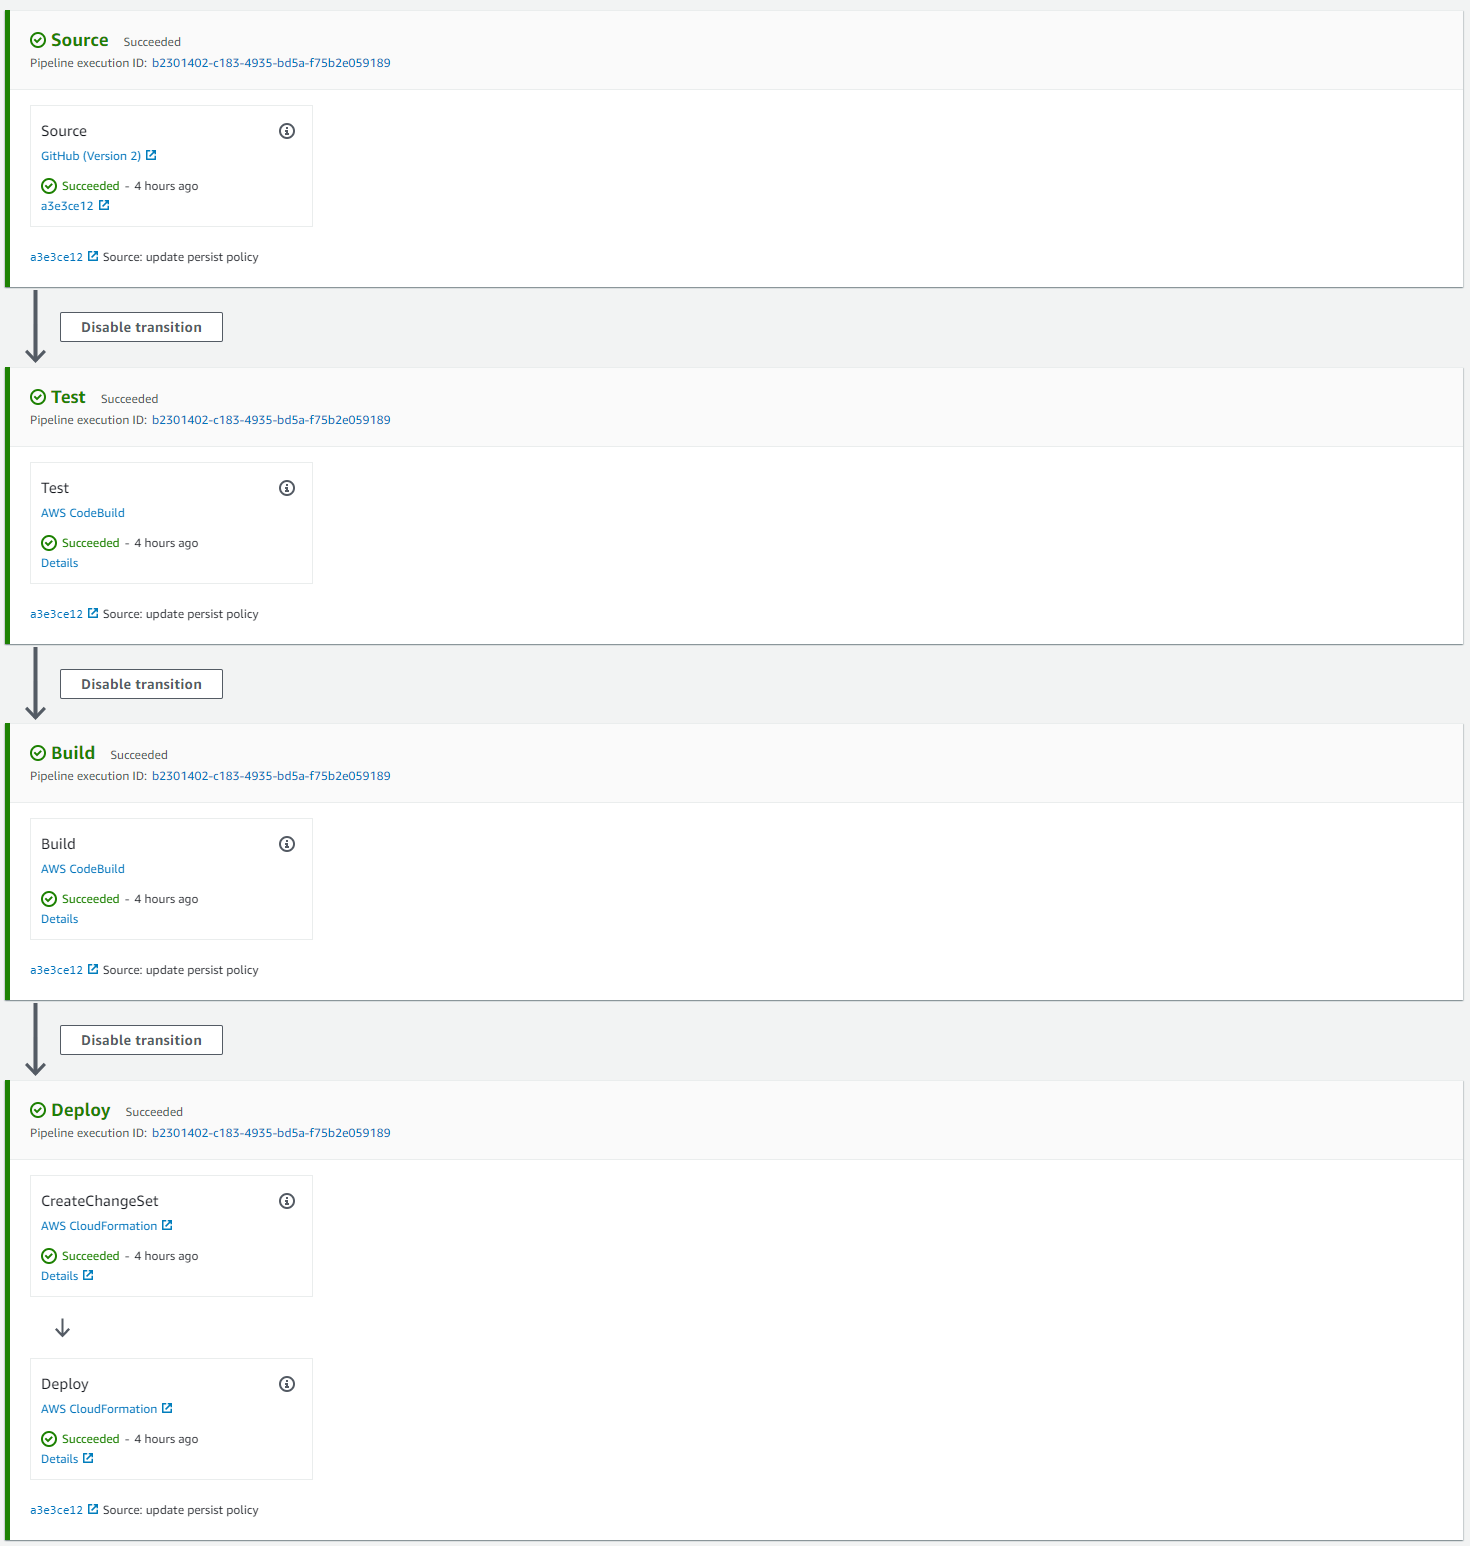 Source Succeeded
Pipeline execution ID: b2301402-c183-4935-bd5a-f75b2e059189
Source
GitHub (Version 2)
Succeeded - 4 hours ago
a3e3ce12
a3e3ce12 Source: update persist policy
Disable transition
Test Succeeded
Pipeline execution ID: b2301402-c183-4935-bd5a-f75b2e059189
Test
AWS CodeBuild
Succeeded - 4 hours ago
Details
a3e3ce12 Source: update persist policy
Disable transition
Build Succeeded
Pipeline execution ID: b2301402-c183-4935-bd5a-f75b2e059189
Build
AWS CodeBuild
Succeeded - 4 hours ago
Details
a3e3ce12 Source: update persist policy
Disable transition
Deploy Succeeded
Pipeline execution ID: b2301402-c183-4935-bd5a-f75b2e059189
CreateChangeSet
AWS CloudFormation
Succeeded - 4 hours ago
Details
Deploy
AWS CloudFormation
Succeeded - 4 hours ago
Details
a3e3ce12 Source: update persist policy